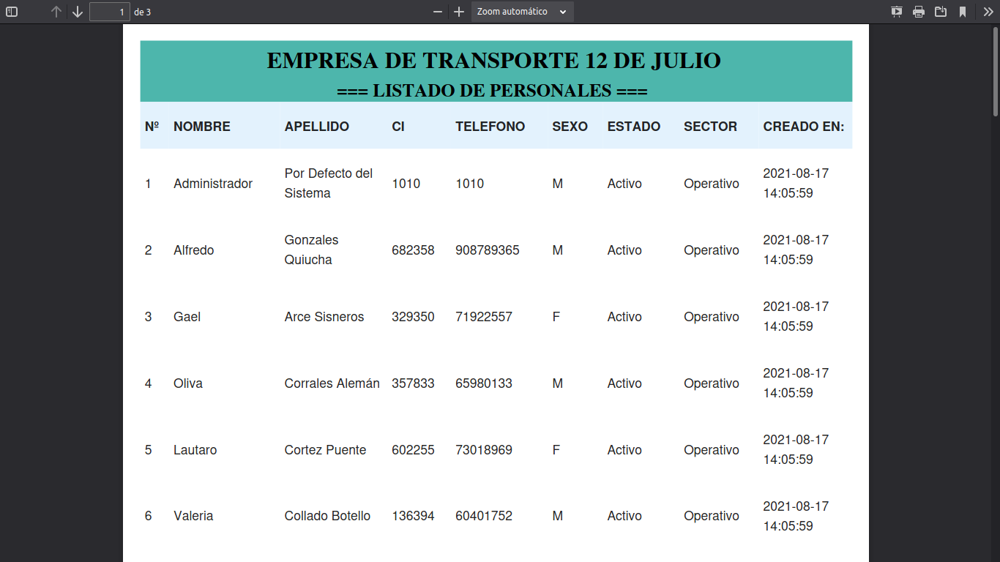 1 de 3 Zoom automático
EMPRESA DE TRANSPORTE 12 DE JULIO
=== LISTADO DE PERSONALES ===
Nº NOMBRE APELLIDO CI TELEFONO SEXO ESTADO SECTOR CREADO EN:
1 Administrador Por Defecto del Sistema 1010 1010 M Activo Operativo 2021-08-17 14:05:59
2 Alfredo Gonzales Quiucha 682358 908789365 M Activo Operativo 2021-08-17 14:05:59
3 Gael Arce Sisneros 329350 71922557 F Activo Operativo 2021-08-17 14:05:59
4 Oliva Corrales Alemán 357833 65980133 M Activo Operativo 2021-08-17 14:05:59
5 Lautaro Cortez Puente 602255 73018969 F Activo Operativo 2021-08-17 14:05:59
6 Valeria Collado Botello 136394 60401752 M Activo Operativo 2021-08-17 14:05:59